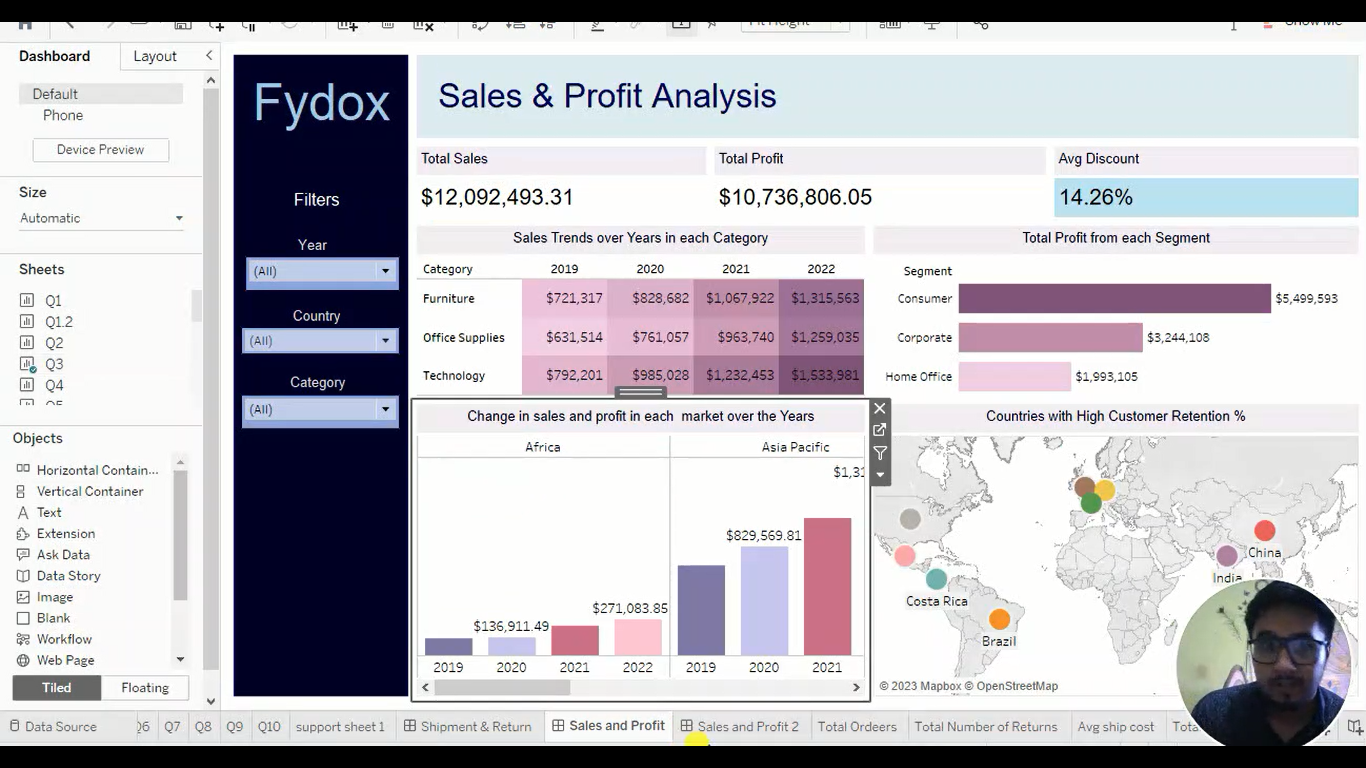 Fit Height
Show Me
Dashboard
Layout
Default
Phone
Device Preview
Size
Automatic
Sheets
Q1
Q1.2
Q2
Q3
Q4
Q5
Objects
Horizontal Contain...
Vertical Container
Text
Extension
Ask Data
Data Story
Image
Blank
Workflow
Web Page
Tiled
Floating
Fydox
Filters
Year
(All)
Country
(All)
Category
(All)
Sales & Profit Analysis
Total Sales
$12,092,493.31
Total Profit
$10,736,806.05
Avg Discount
14.26%
Sales Trends over Years in each Category
Category 2019 2020 2021 2022
Furniture $721,317 $828,682 $1,067,922 $1,315,563
Office Supplies $631,514 $761,057 $963,740 $1,259,035
Technology $792,201 $985,028 $1,232,453 $1,533,981
Total Profit from each Segment
Segment
Consumer $5,499,593
Corporate $3,244,108
Home Office $1,993,105
Change in sales and profit in each market over the Years
Africa
Asia Pacific
$1,31
$829,569.81
$271,083.85
$136,911.49
2019 2020 2021 2022 2019 2020 2021
Countries with High Customer Retention %
China
India
Costa Rica
Brazil
© 2023 Mapbox © OpenStreetMap
Data Source
Q6
Q7
Q8
Q9
Q10
support sheet 1
Shipment & Return
Sales and Profit
Sales and Profit 2
Total Ordeers
Total Number of Returns
Avg ship cost